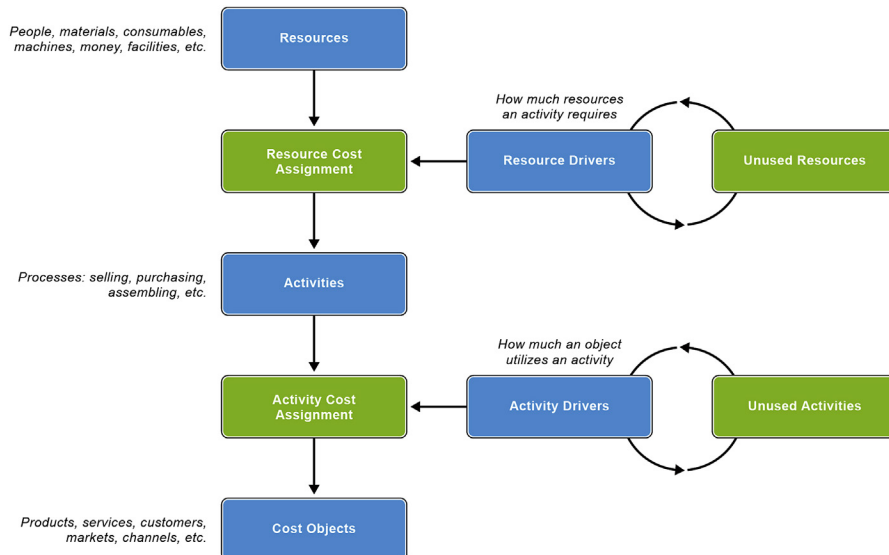 People, materials, consumables,
machines, money, facilities, etc.
Resources
How much resources
an activity requires
Resource Cost
Assignment
Resource Drivers
Unused Resources
Processes: selling, purchasing,
assembling, etc.
Activities
How much an object
utilizes an activity
Activity Cost
Assignment
Activity Drivers
Unused Activities
Products, services, customers,
markets, channels, etc.
Cost Objects